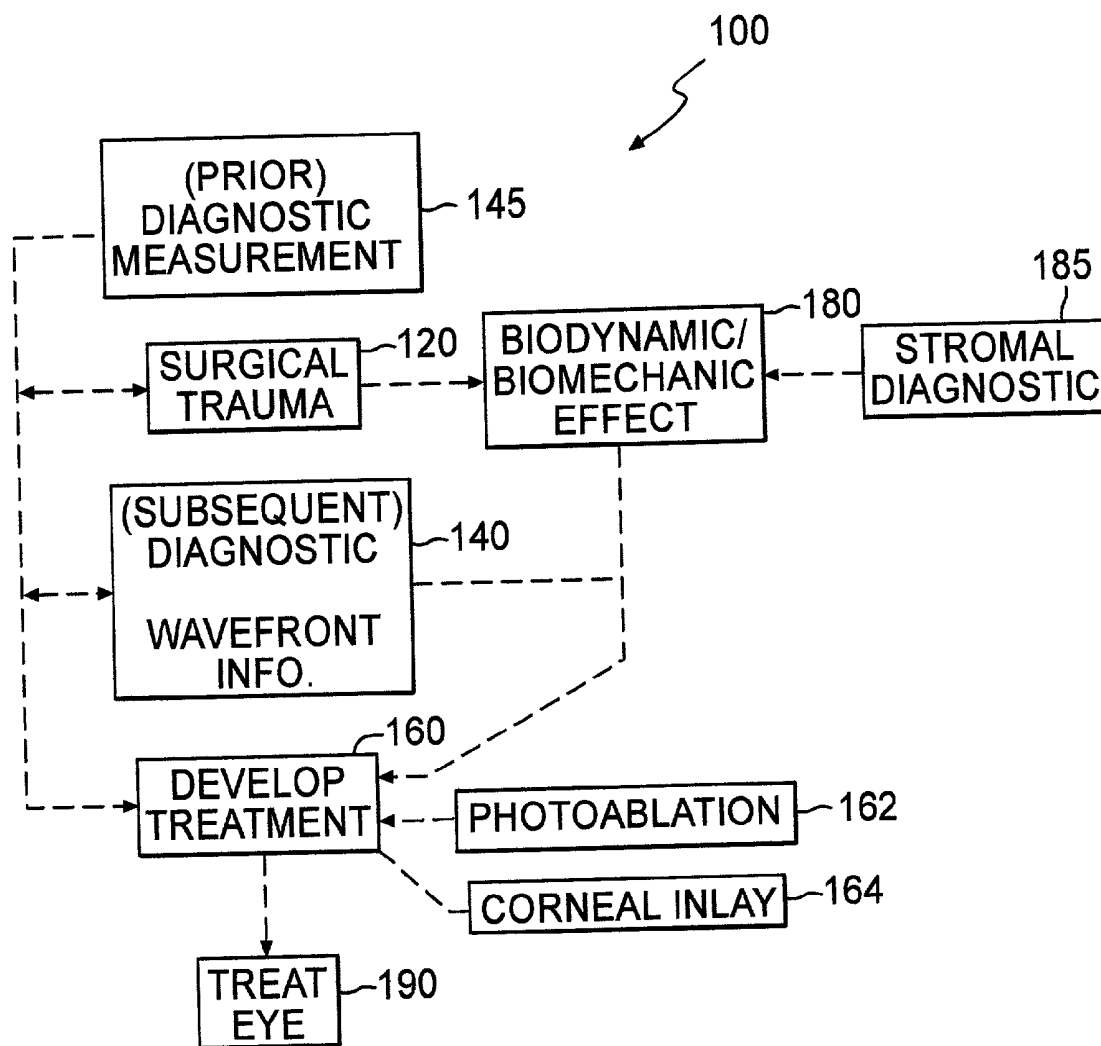 100
(PRIOR)
DIAGNOSTIC
MEASUREMENT
145
SURGICAL
TRAUMA
120
BIODYNAMIC/
BIOMECHANIC
EFFECT
180
STROMAL
DIAGNOSTIC
185
(SUBSEQUENT)
DIAGNOSTIC
WAVEFRONT
INFO.
140
DEVELOP
TREATMENT
160
PHOTOABLATION
162
CORNEAL INLAY
164
TREAT
EYE
190